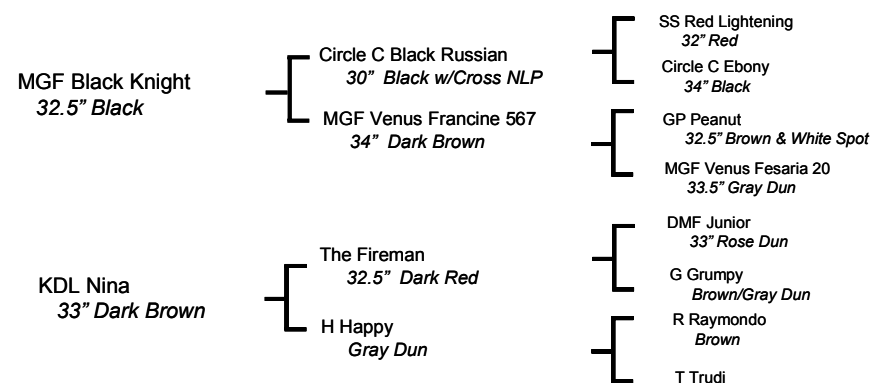 MGF Black Knight
32.5” Black
Circle C Black Russian
30” Black w/Cross NLP
MGF Venus Francine 567
34” Dark Brown
SS Red Lightening
32” Red
Circle C Ebony
34” Black
GP Peanut
32.5” Brown & White Spot
MGF Venus Fesaria 20
33.5” Gray Dun
KDL Nina
33” Dark Brown
The Fireman
32.5” Dark Red
H Happy
Gray Dun
DMF Junior
33” Rose Dun
G Grumpy
Brown/Gray Dun
R Raymondo
Brown
T Trudi